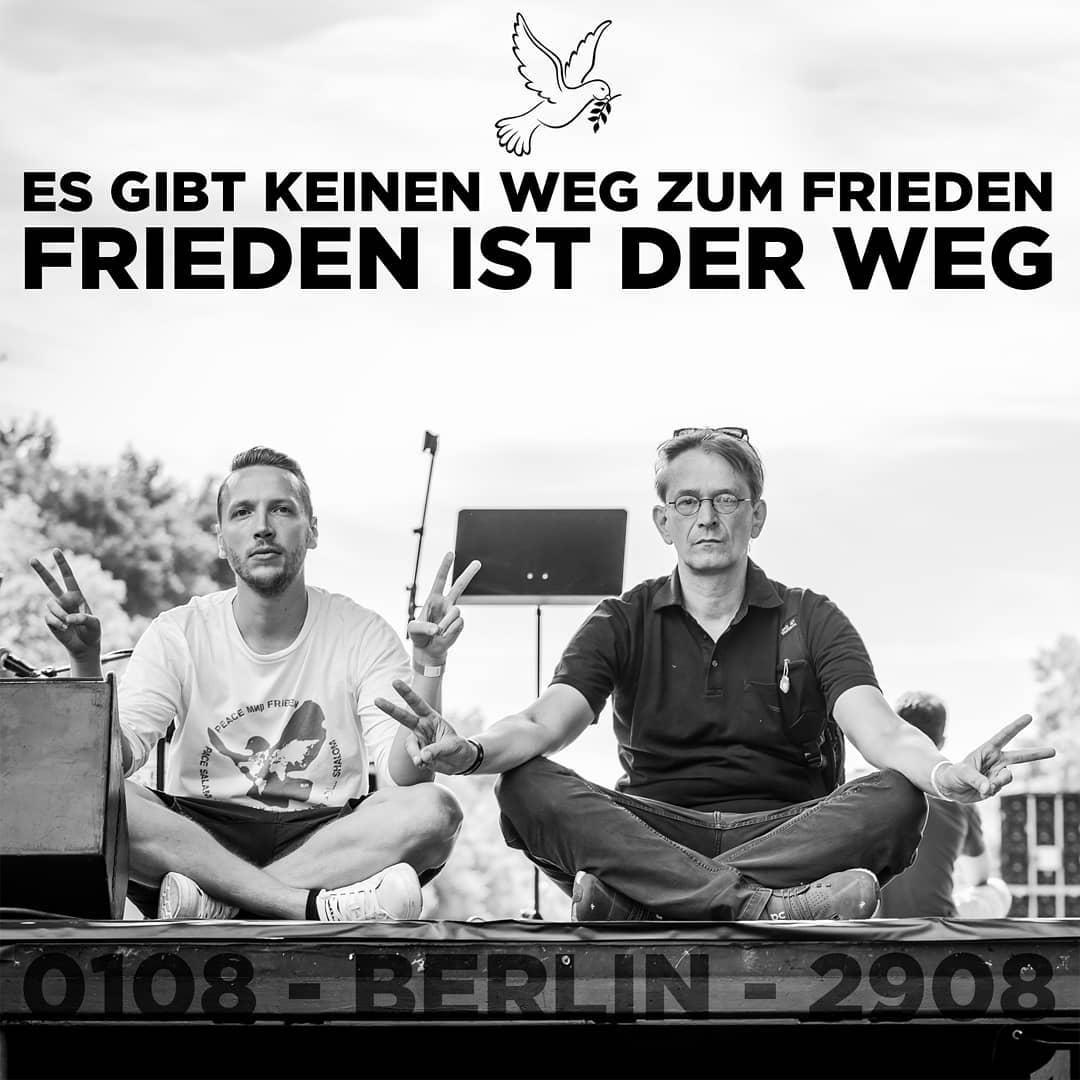 ES GIBT KEINEN WEG ZUM FRIEDEN
FRIEDEN IST DER WEG
PEACE Мир FRIEDEN
PACE SALAM
SHALOM
0108 - BERLIN - 2908